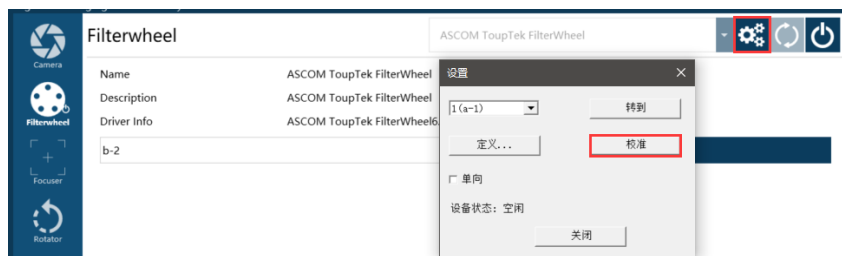 Filterwheel
ASCOM ToupTek FilterWheel
Camera
Name ASCOM ToupTek FilterWheel
设置
Description ASCOM ToupTek FilterWheel
1(a-1) 转到
Filterwheel
Driver Info ASCOM ToupTek FilterWheel6.
定义... 校准
b-2
Focuser
单向
设备状态: 空闲
Rotator
关闭